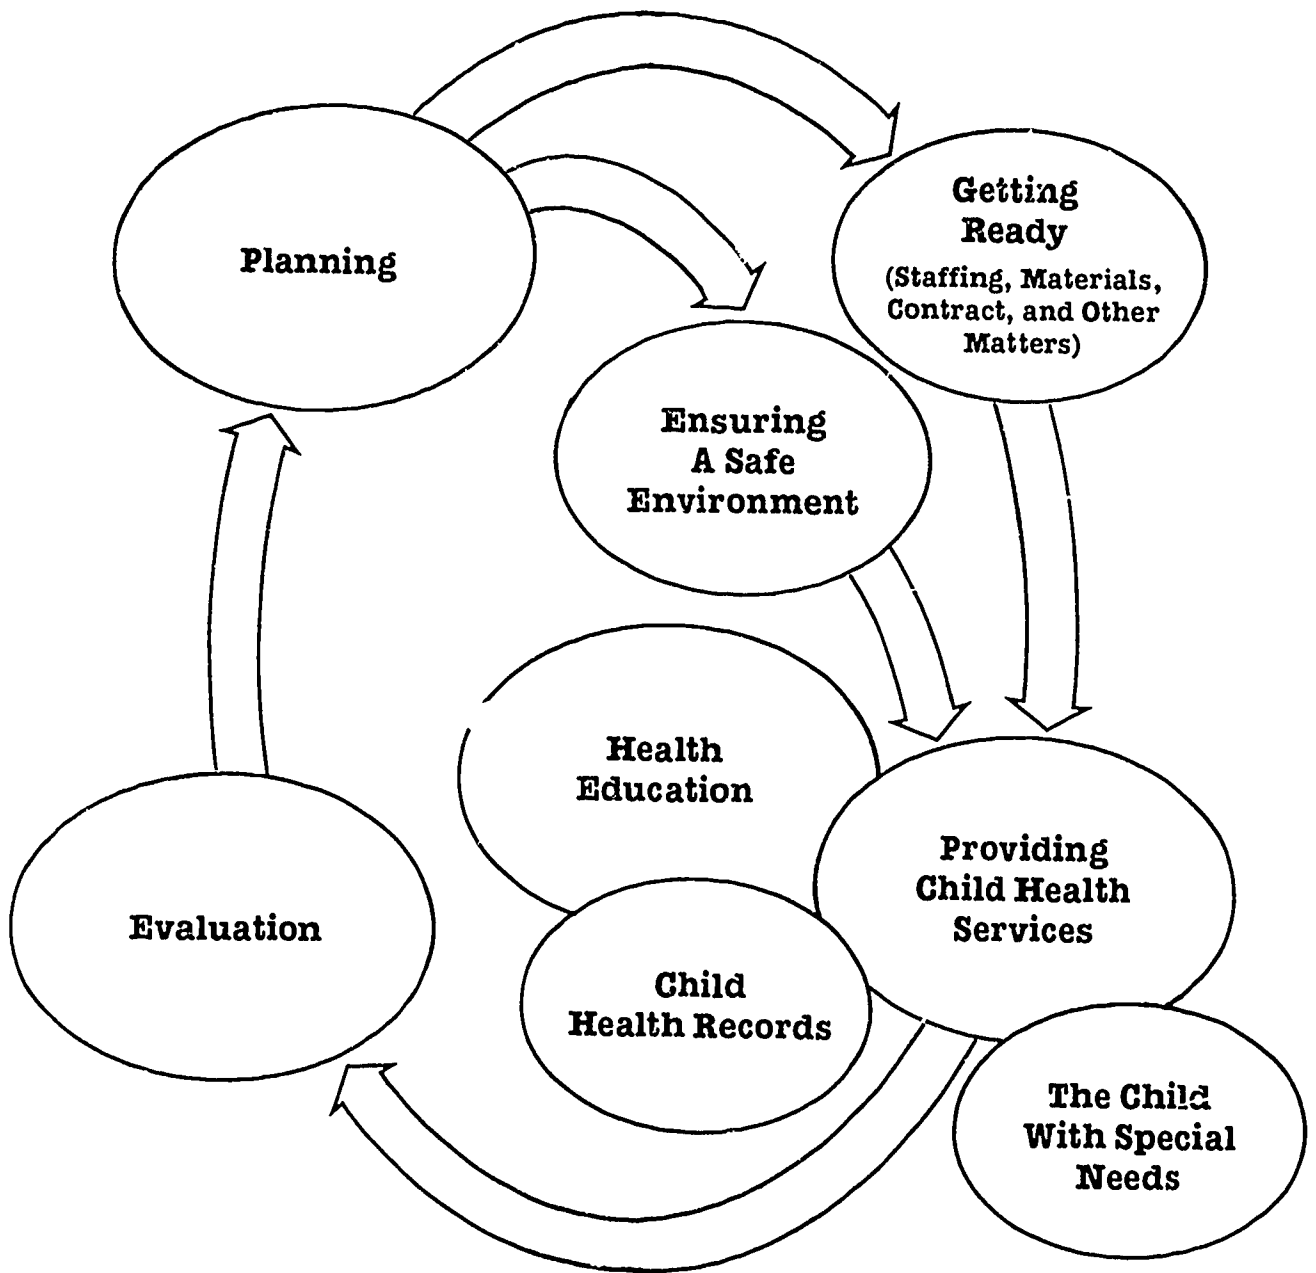 Planning
Getting
Ready
(Staffing, Materials,
Contract, and Other
Matters)
Ensuring
A Safe
Environment
Health
Education
Providing
Child Health
Services
Evaluation
Child
Health Records
The Child
With Special
Needs